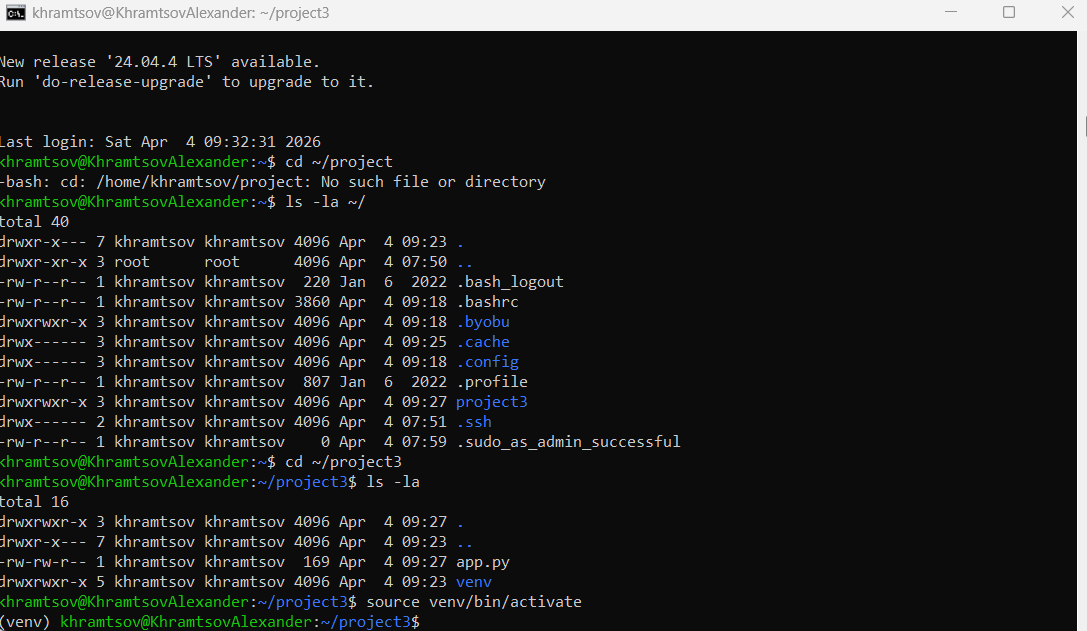 khramtsov@KhramtsovAlexander: ~/project3
New release '24.04.4 LTS' available.
Run 'do-release-upgrade' to upgrade to it.
Last login: Sat Apr  4 09:32:31 2026
khramtsov@KhramtsovAlexander:~$ cd ~/project
-bash: cd: /home/khramtsov/project: No such file or directory
khramtsov@KhramtsovAlexander:~$ ls -la ~/
total 40
drwxr-x--- 7 khramtsov khramtsov 4096 Apr  4 09:23 .
drwxr-xr-x 3 root      root      4096 Apr  4 07:50 ..
-rw-r--r-- 1 khramtsov khramtsov  220 Jan  6  2022 .bash_logout
-rw-r--r-- 1 khramtsov khramtsov 3860 Apr  4 09:18 .bashrc
drwxrwxr-x 3 khramtsov khramtsov 4096 Apr  4 09:18 .byobu
drwx------ 3 khramtsov khramtsov 4096 Apr  4 09:25 .cache
drwx------ 3 khramtsov khramtsov 4096 Apr  4 09:18 .config
-rw-r--r-- 1 khramtsov khramtsov  807 Jan  6  2022 .profile
drwxrwxr-x 3 khramtsov khramtsov 4096 Apr  4 09:27 project3
drwx------ 2 khramtsov khramtsov 4096 Apr  4 07:51 .ssh
-rw-r--r-- 1 khramtsov khramtsov    0 Apr  4 07:59 .sudo_as_admin_successful
khramtsov@KhramtsovAlexander:~$ cd ~/project3
khramtsov@KhramtsovAlexander:~/project3$ ls -la
total 16
drwxrwxr-x 3 khramtsov khramtsov 4096 Apr  4 09:27 .
drwxr-x--- 7 khramtsov khramtsov 4096 Apr  4 09:23 ..
-rw-rw-r-- 1 khramtsov khramtsov  169 Apr  4 09:27 app.py
drwxrwxr-x 5 khramtsov khramtsov 4096 Apr  4 09:23 venv
khramtsov@KhramtsovAlexander:~/project3$ source venv/bin/activate
(venv) khramtsov@KhramtsovAlexander:~/project3$